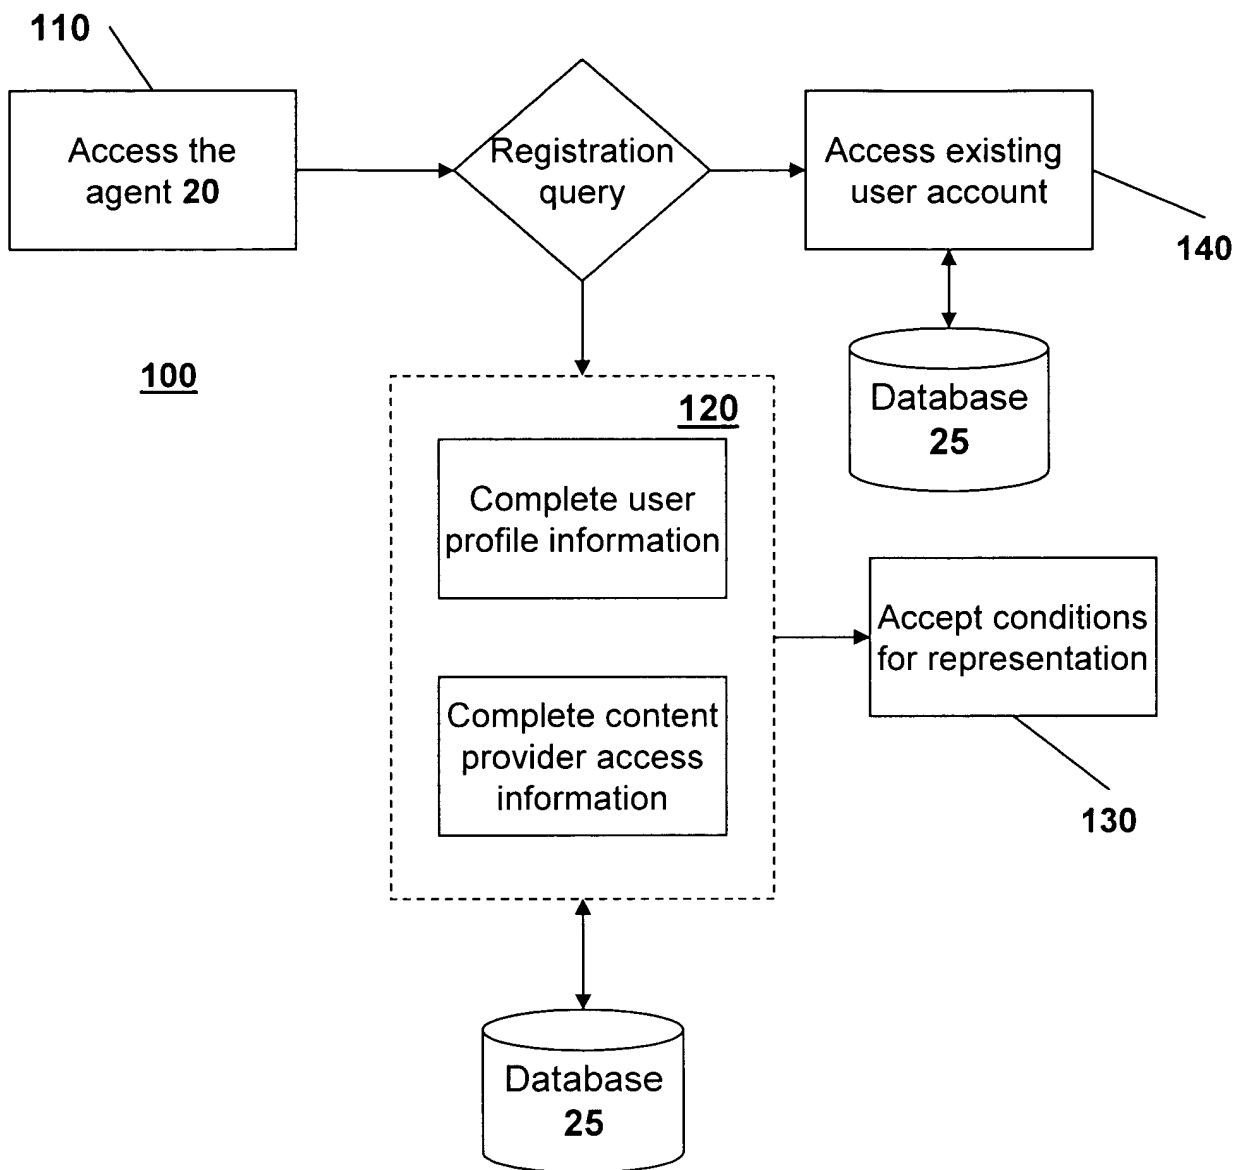 110
Access the
agent 20
Registration
query
Access existing
user account
140
100
Database
25
120
Complete user
profile information
Accept conditions
for representation
Complete content
provider access
information
130
Database
25